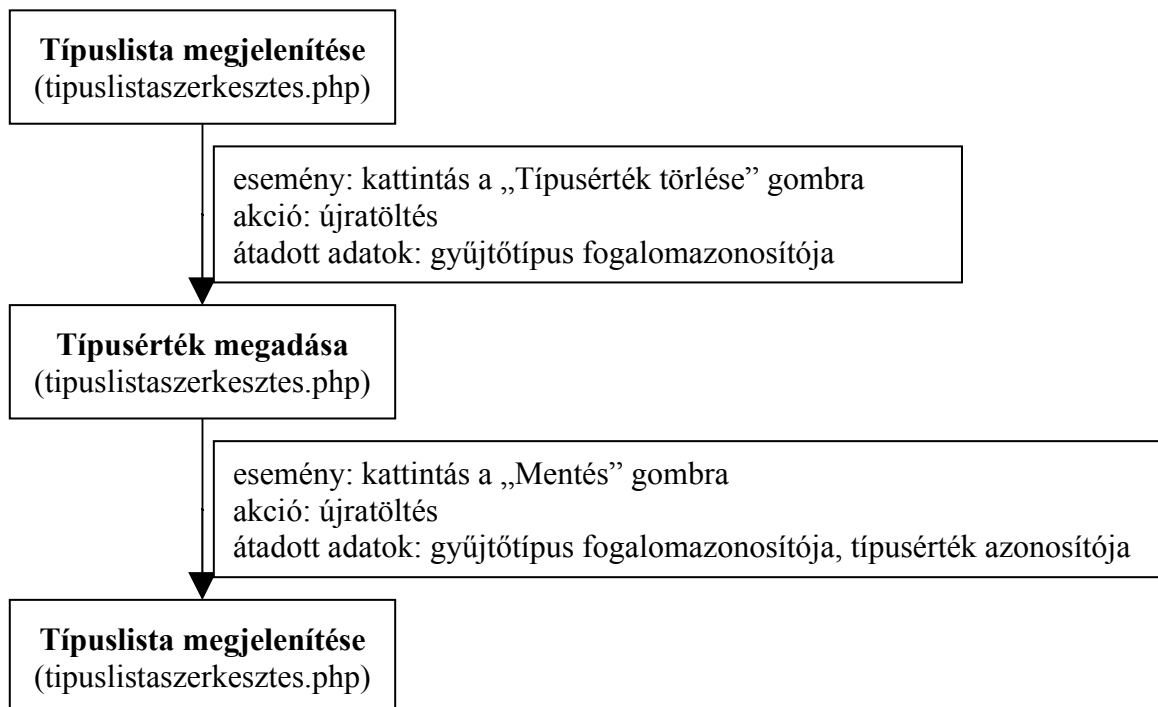 Típuslista megjelenítése
(tipuslistaszerkesztes.php)
esemény: kattintás a „Típusérték törlése” gombra
akció: újratöltés
átadott adatok: gyűjtőtípus fogalomazonosítója
Típusérték megadása
(tipuslistaszerkesztes.php)
esemény: kattintás a „Mentés” gombra
akció: újratöltés
átadott adatok: gyűjtőtípus fogalomazonosítója, típusérték azonosítója
Típuslista megjelenítése
(tipuslistaszerkesztes.php)